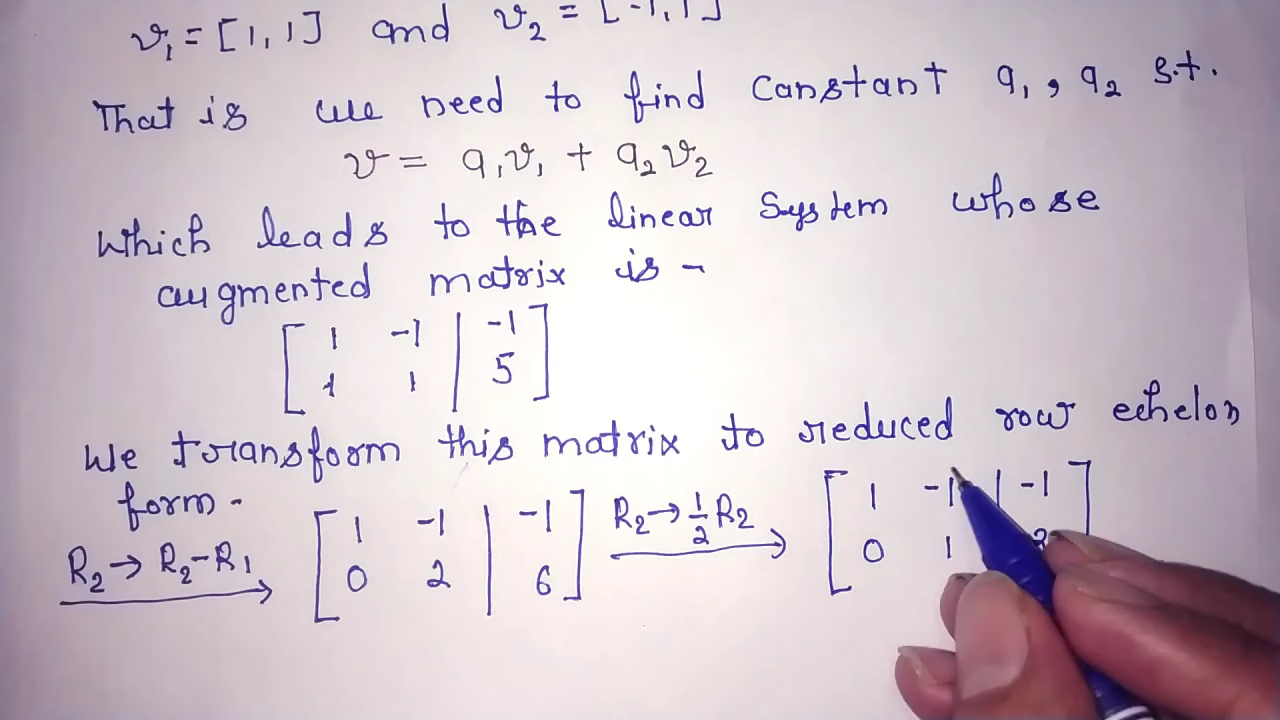 v₁ = [1, 1] and v₂ = [-1, 1]
That is we need to find constant a₁, a₂ s.t.
v = a₁v₁ + a₂v₂
which leads to the linear system whose
augmented matrix is -
[ 1 -1 | -1 ]
[ 1 1 | 5 ]
We transform this matrix to reduced row echelon
form -
R₂ → R₂-R₁ [ 1 -1 | -1 ] R₂ → 1/2 R₂ [ 1 -1 | -1 ]
[ 0 2 | 6 ] [ 0 1